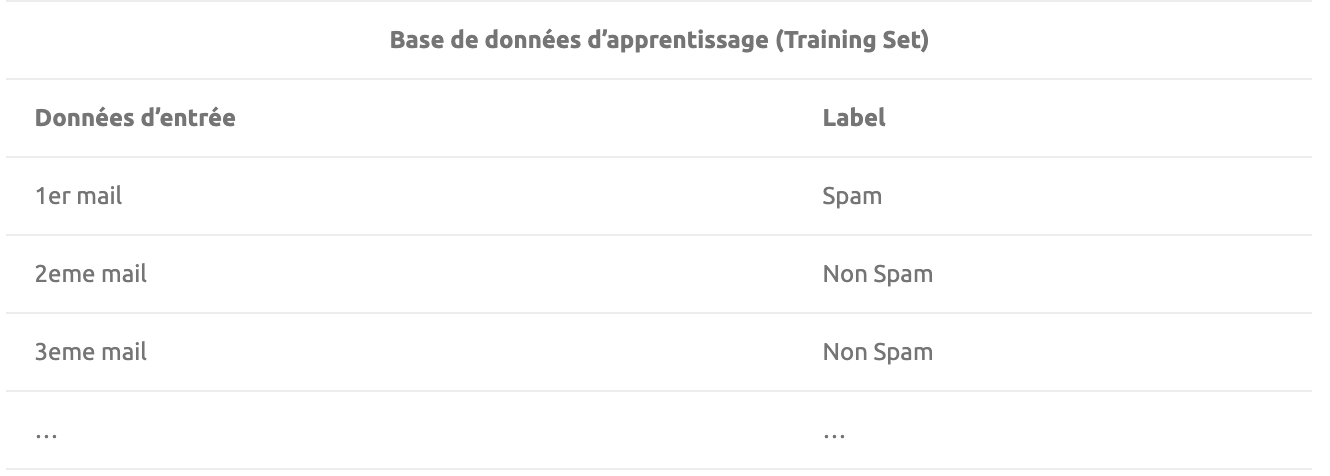 Base de données d’apprentissage (Training Set)
Données d’entrée Label
1er mail Spam
2eme mail Non Spam
3eme mail Non Spam
… …